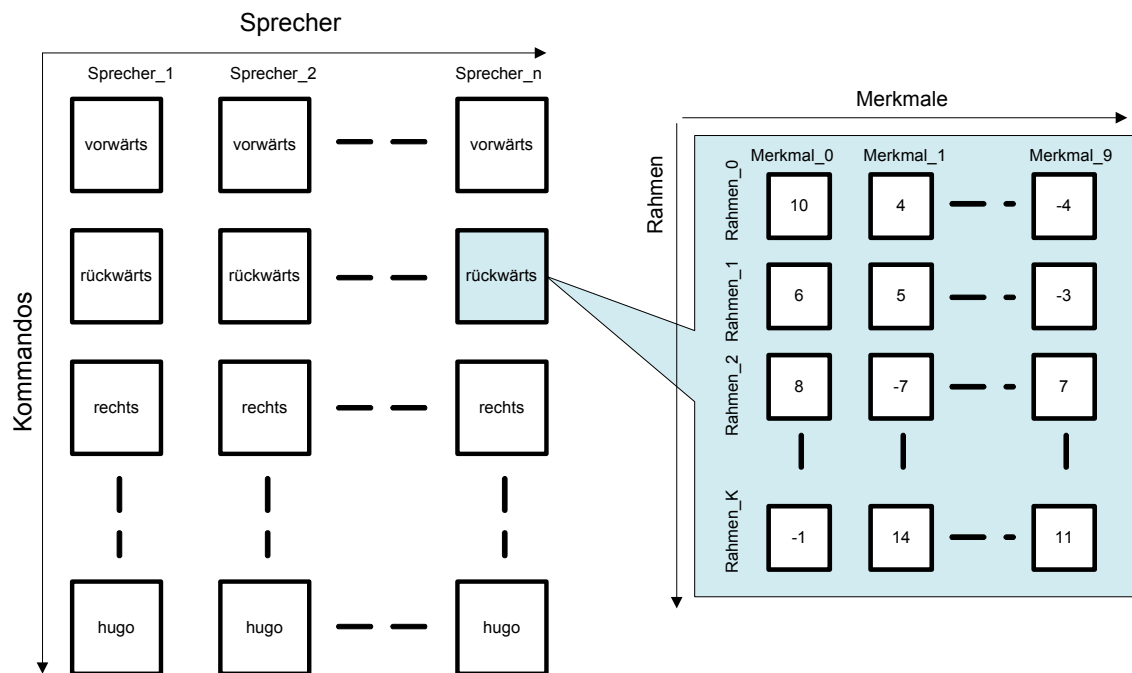 Sprecher
Sprecher_1 Sprecher_2 Sprecher_n
Kommandos
vorwärts vorwärts vorwärts
rückwärts rückwärts rückwärts
rechts rechts rechts
hugo hugo hugo
Merkmale
Rahmen
Merkmal_0 Merkmal_1 Merkmal_9
Rahmen_0 10 4 -4
Rahmen_1 6 5 -3
Rahmen_2 8 -7 7
Rahmen_K -1 14 11